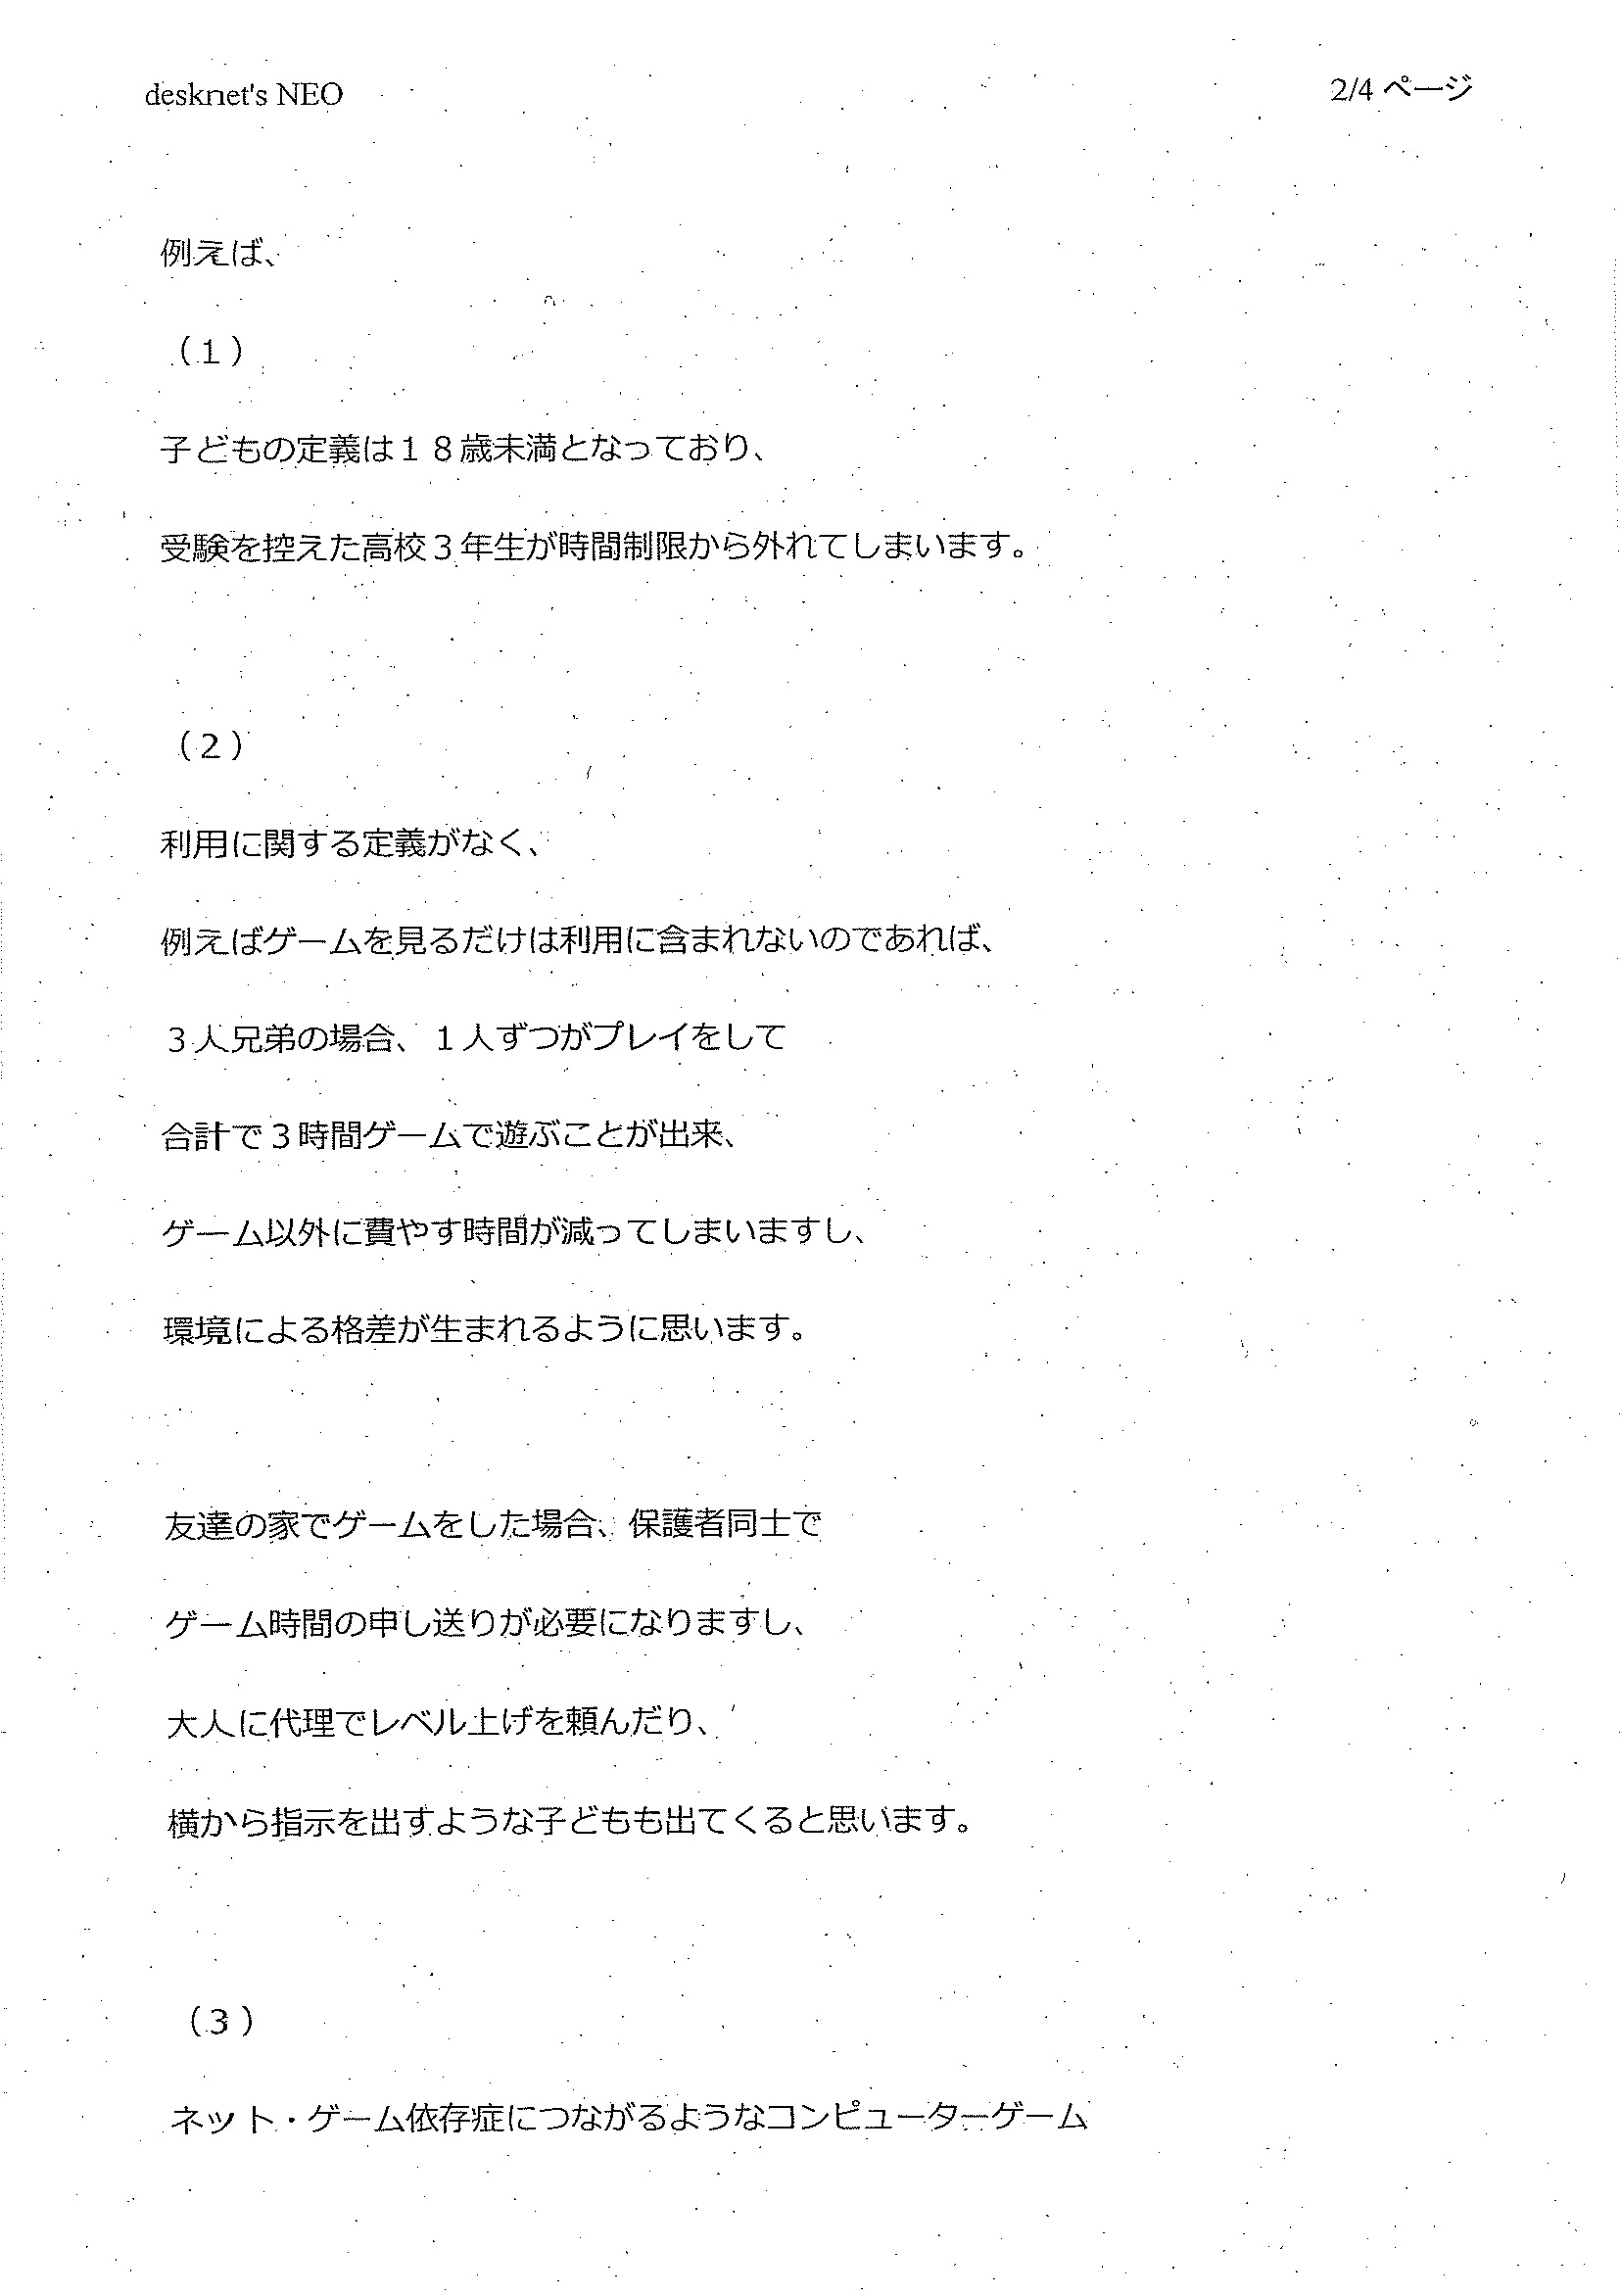 desknet's NEO
2/4 ページ
例えば、
（１）
子どもの定義は１８歳未満となっており、
受験を控えた高校３年生が時間制限から外れてしまいます。
（２）
利用に関する定義がなく、
例えばゲームを見るだけは利用に含まれないのであれば、
３人兄弟の場合、１人ずつがプレイをして
合計で３時間ゲームで遊ぶことが出来、
ゲーム以外に費やす時間が減ってしまいますし、
環境による格差が生まれるように思います。
友達の家でゲームをした場合、保護者同士で
ゲーム時間の申し送りが必要になりますし、
大人に代理でレベル上げを頼んだり、
横から指示を出すような子どもも出てくると思います。
（３）
ネット・ゲーム依存症につながるようなコンピューターゲーム